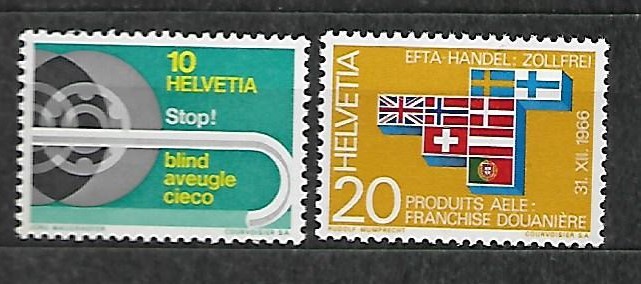 10
HELVETIA
Stop!
blind
aveugle
cieco
COURVOISIER S.A.
EFTA-HANDEL: ZOLLFREI
HELVETIA
31. XII. 1966
20
PRODUITS AELE:
FRANCHISE DOUANIÈRE
RUDOLF MUMPRECHT
COURVOISIER S.A.